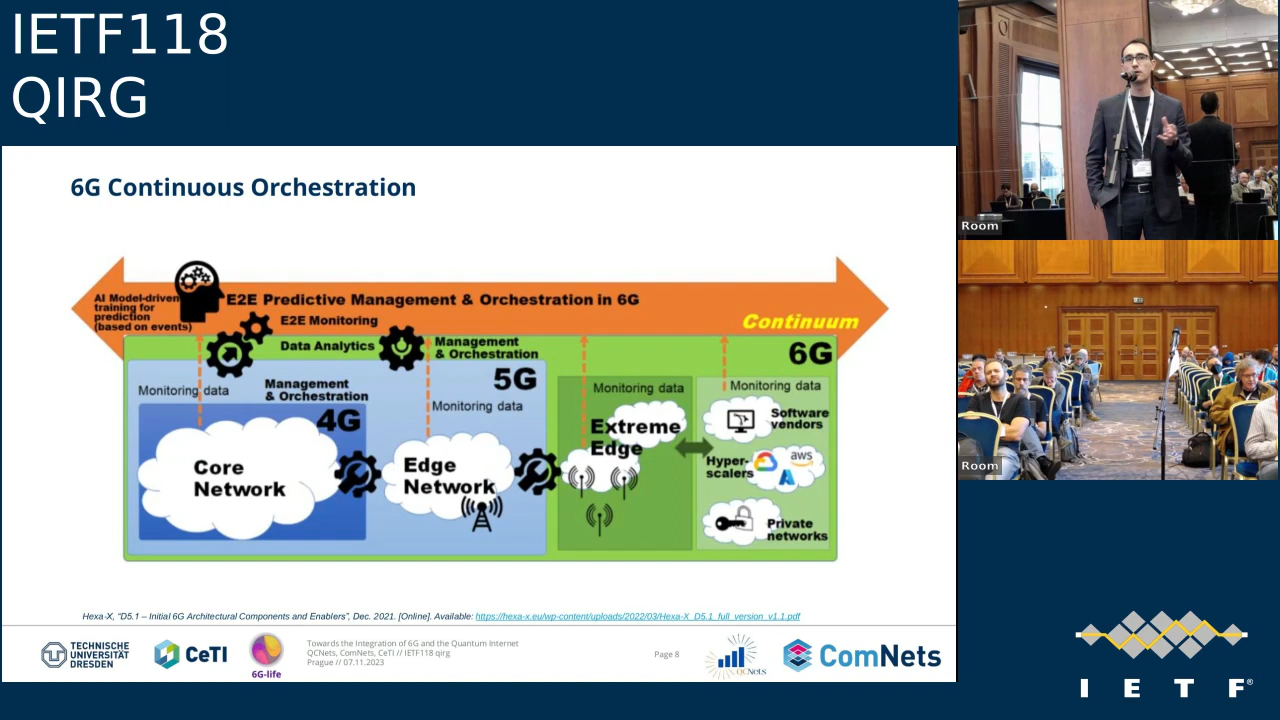 IETF118
QIRG
6G Continuous Orchestration
AI Model-driven
training for
prediction
(based on events)
E2E Predictive Management & Orchestration in 6G
E2E Monitoring
Continuum
Data Analytics
Management
& Orchestration
6G
5G
Monitoring data
Management
& Orchestration
Monitoring data
4G
Core
Network
Edge
Network
Monitoring data
Extreme
Edge
Monitoring data
Software
vendors
Hyper-
scalers
aws
Private
networks
Hexa-X, "D5.1 – Initial 6G Architectural Components and Enablers", Dec. 2021. [Online]. Available: https://hexa-x.eu/wp-content/uploads/2022/03/Hexa-X_D5.1_full_version_v1.1.pdf
TECHNISCHE
UNIVERSITÄT
DRESDEN
CeTI
6G-life
Towards the Integration of 6G and the Quantum Internet
QCNets, ComNets, CeTI // IETF118 qirg
Prague // 07.11.2023
Page 8
QCNets
ComNets
Room
Room
I E T F®